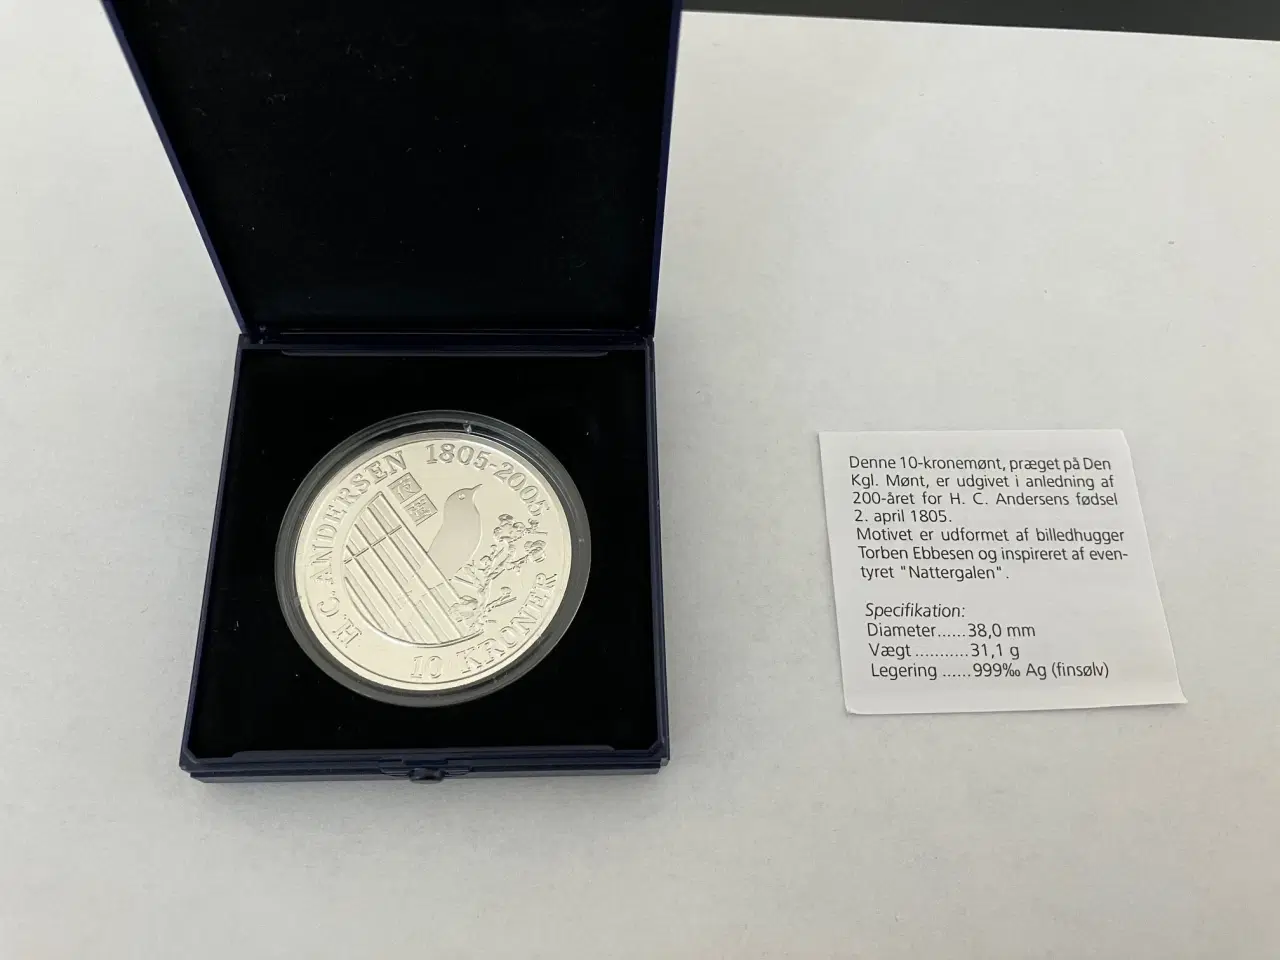 H.C. ANDERSEN 1805-2005
10 KRONER
Denne 10-kronemønt, præget på Den
Kgl. Mønt, er udgivet i anledning af
200-året for H. C. Andersens fødsel
2. april 1805.
Motivet er udformet af billedhugger
Torben Ebbesen og inspireret af even-
tyret "Nattergalen".
Specifikation:
Diameter......38,0 mm
Vægt ...........31,1 g
Legering ......999‰ Ag (finsølv)